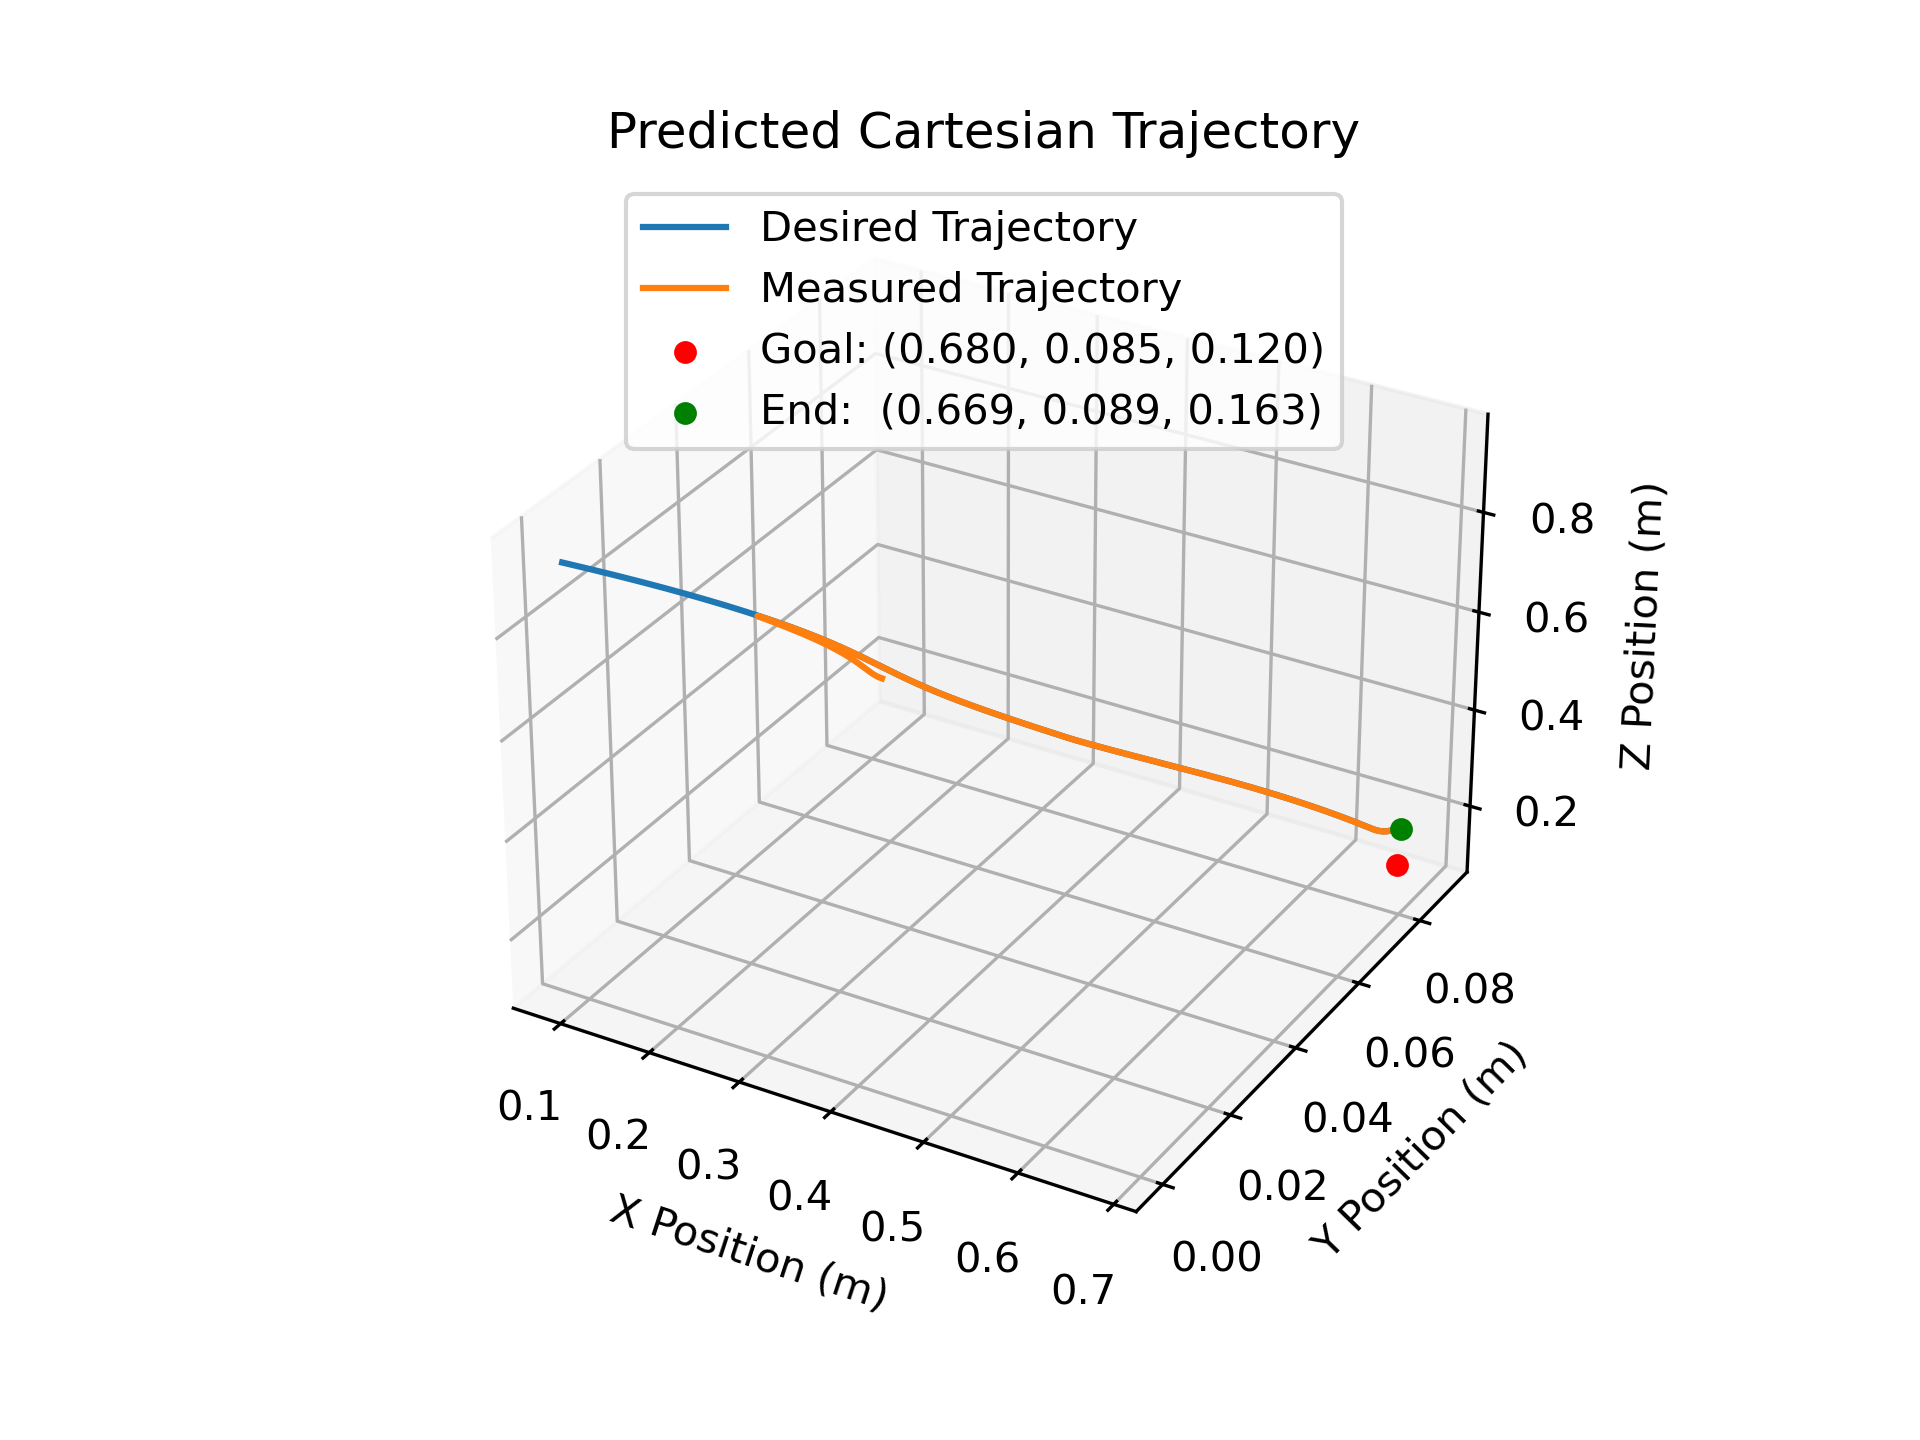 Predicted Cartesian Trajectory
Desired Trajectory
Measured Trajectory
Goal: (0.680, 0.085, 0.120)
End:  (0.669, 0.089, 0.163)
0.8
0.6
0.4
0.2
Z Position (m)
0.08
0.06
0.04
0.02
0.00
Y Position (m)
0.1
0.2
0.3
0.4
0.5
0.6
0.7
X Position (m)